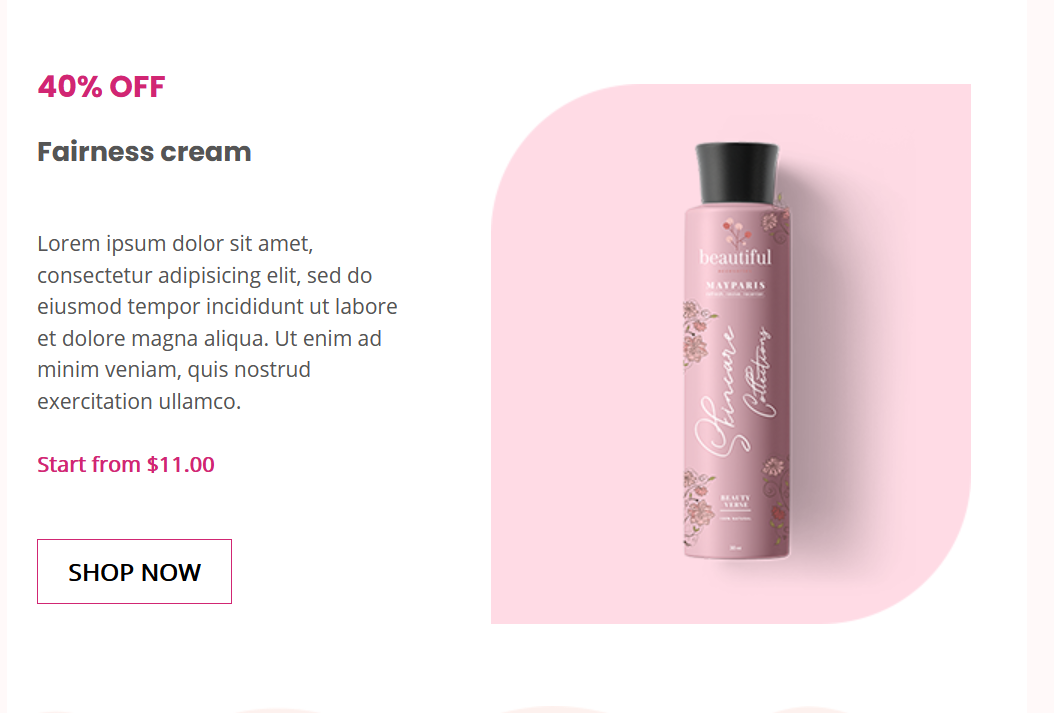 40% OFF
Fairness cream
Lorem ipsum dolor sit amet,
consectetur adipisicing elit, sed do
eiusmod tempor incididunt ut labore
et dolore magna aliqua. Ut enim ad
minim veniam, quis nostrud
exercitation ullamco.
Start from $11.00
SHOP NOW
beautiful
MAYPARIS
Skincare
Collections
BEAUTY
VERSE